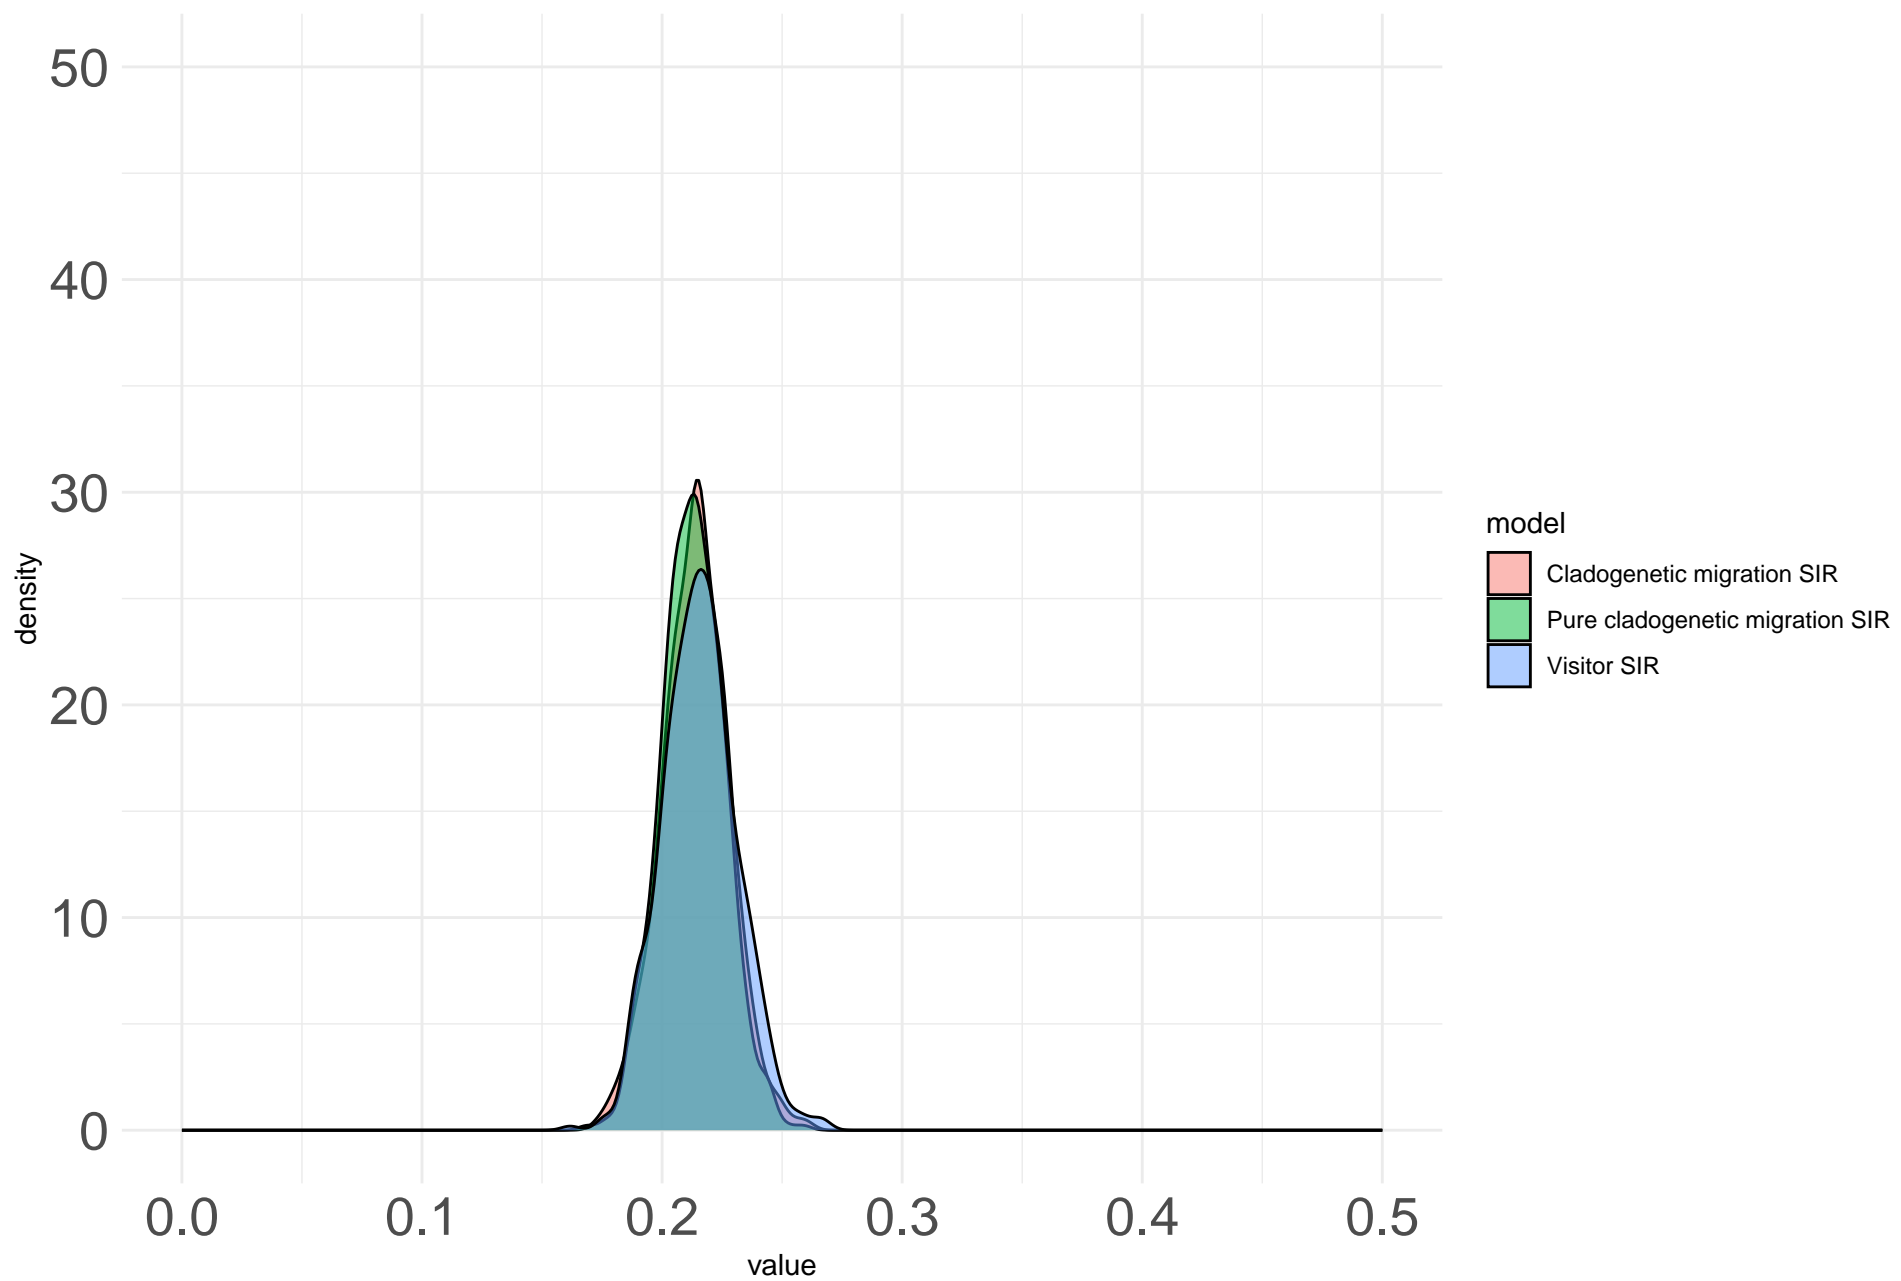 50
40
30
20
10
0
density
0.0 0.1 0.2 0.3 0.4 0.5
value
model
Cladogenetic migration SIR
Pure cladogenetic migration SIR
Visitor SIR